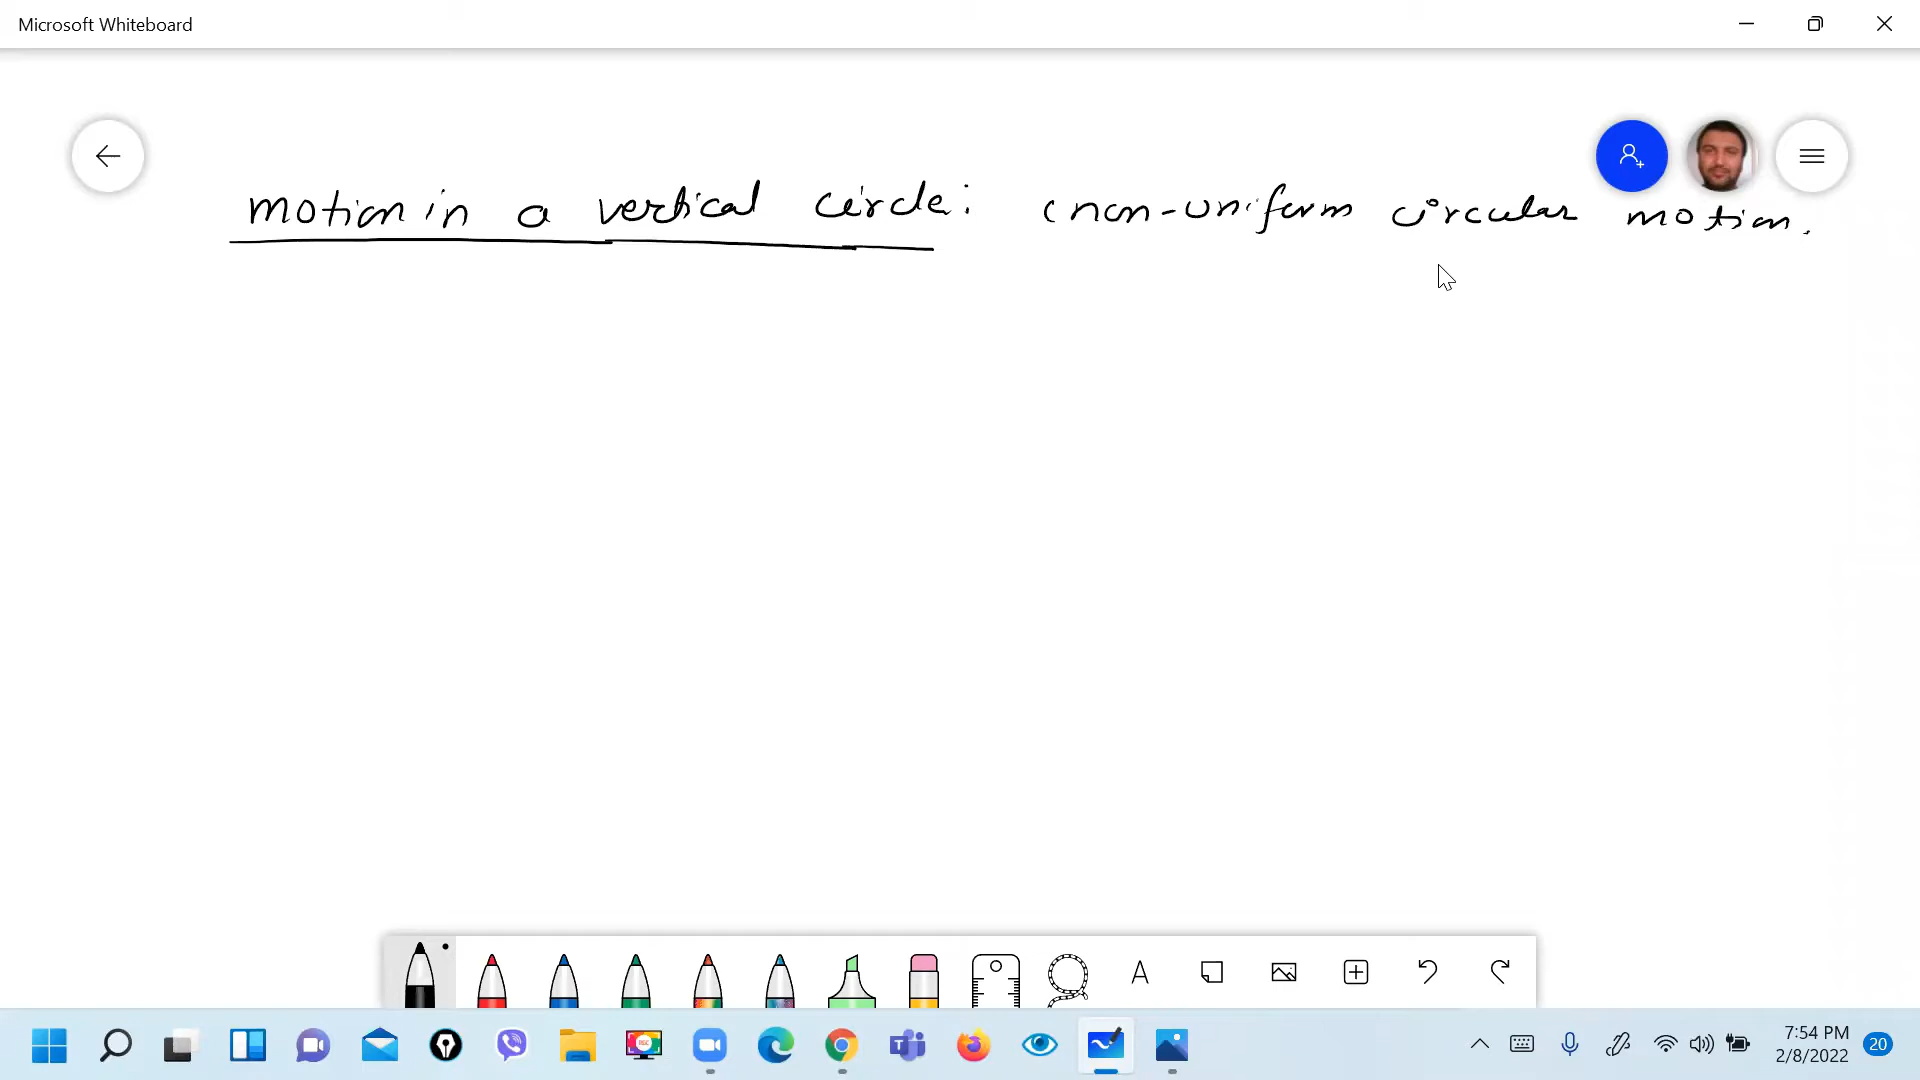 Microsoft Whiteboard
motion in a vertical circle: (non-uniform circular motion.
A
7:54 PM
2/8/2022
20